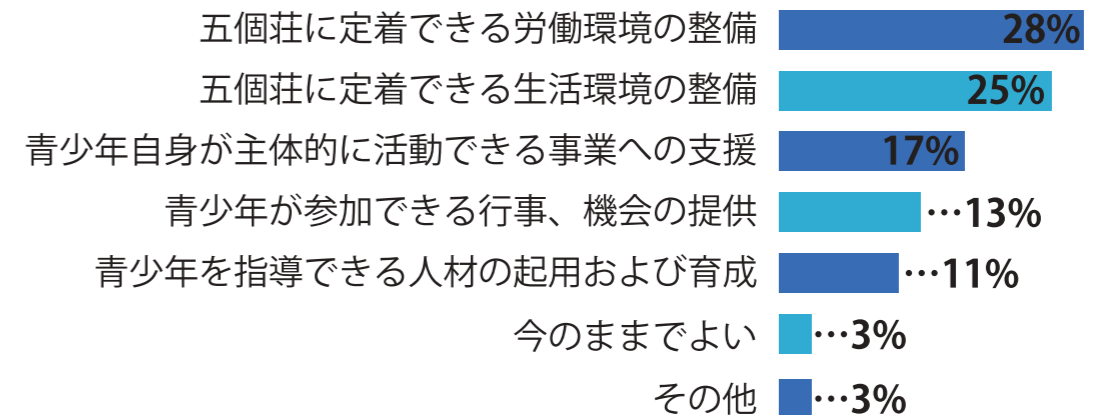 五個荘に定着できる労働環境の整備 28%
五個荘に定着できる生活環境の整備 25%
青少年自身が主体的に活動できる事業への支援 17%
青少年が参加できる行事、機会の提供 …13%
青少年を指導できる人材の起用および育成 …11%
今のままでよい …3%
その他 …3%